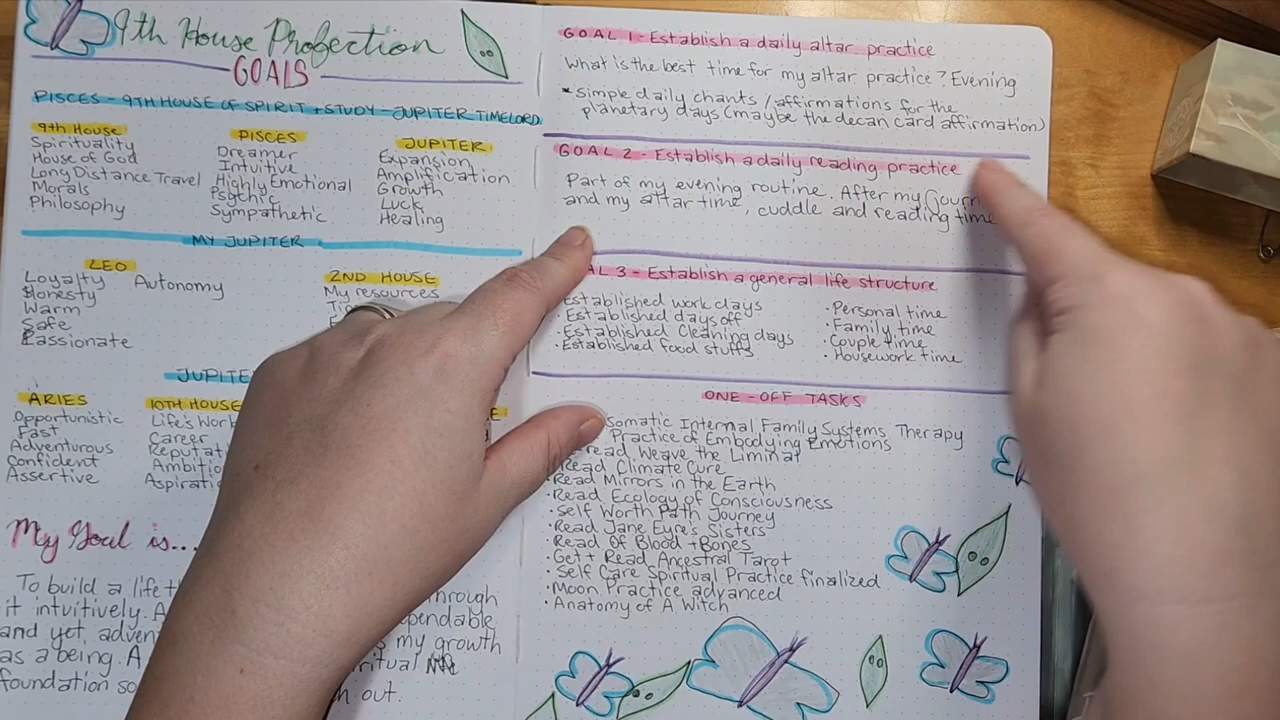 9th House Profection
GOALS
PISCES - 9TH HOUSE OF SPIRIT + STUDY - JUPITER TIMELORD
9th House
Spirituality
House of God
Long Distance Travel
Morals
Philosophy
PISCES
Dreamer
Intuitive
Highly Emotional
Psychic
Sympathetic
JUPITER
Expansion
Amplification
Growth
Luck
Healing
MY JUPITER
LEO
Loyalty Autonomy
Honesty
Warm
Safe
Passionate
2ND HOUSE
My resources
JUPITE
ARIES
Opportunistic
Fast
Adventurous
Confident
Assertive
10TH HOUSE
Life's Work
Career
Reputat
Ambitio
Aspirati
My Goal is...
To build a life th hrough
it intuitively. A pendable
and yet, adven s my growth
as a being. A ritual
foundation so h out.
GOAL 1 - Establish a daily altar practice
What is the best time for my altar practice? Evening
*simple daily chants / affirmations for the
planetary days (maybe the decan card affirmation)
GOAL 2 - Establish a daily reading practice
Part of my evening routine. After my Journ
and my altar time, cuddle and reading time
AL 3 - Establish a general life structure
Established work days
·Established days off
·Established Cleaning days
·Established food stuffs
·Personal time
·Family time
·Couple time
·Housework time
ONE-OFF TASKS
Somatic Internal Family Systems Therapy
Practice of Embodying Emotions
read Weave the Liminal
Read Climate Cure
·Read Mirrors in the Earth
·Read Ecology of Consciousness
·Self Worth Path Journey
·Read Jane Eyre's Sisters
·Read Of Blood + Bones
·Get + Read Ancestral Tarot
·Self Care Spiritual Practice finalized
·Moon Practice advanced
·Anatomy of A Witch